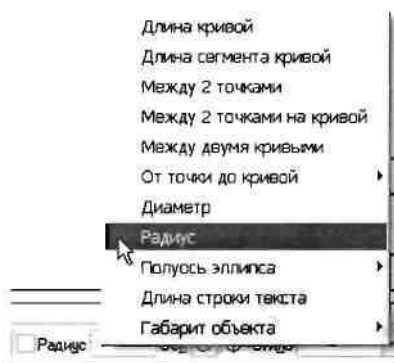 Длина кривой
Длина сегмента кривой
Между 2 точками
Между 2 точками на кривой
Между двумя кривыми
От точки до кривой
Диаметр
Радиус
Полуось эллипса
Длина строки текста
Габарит объекта
Радиус